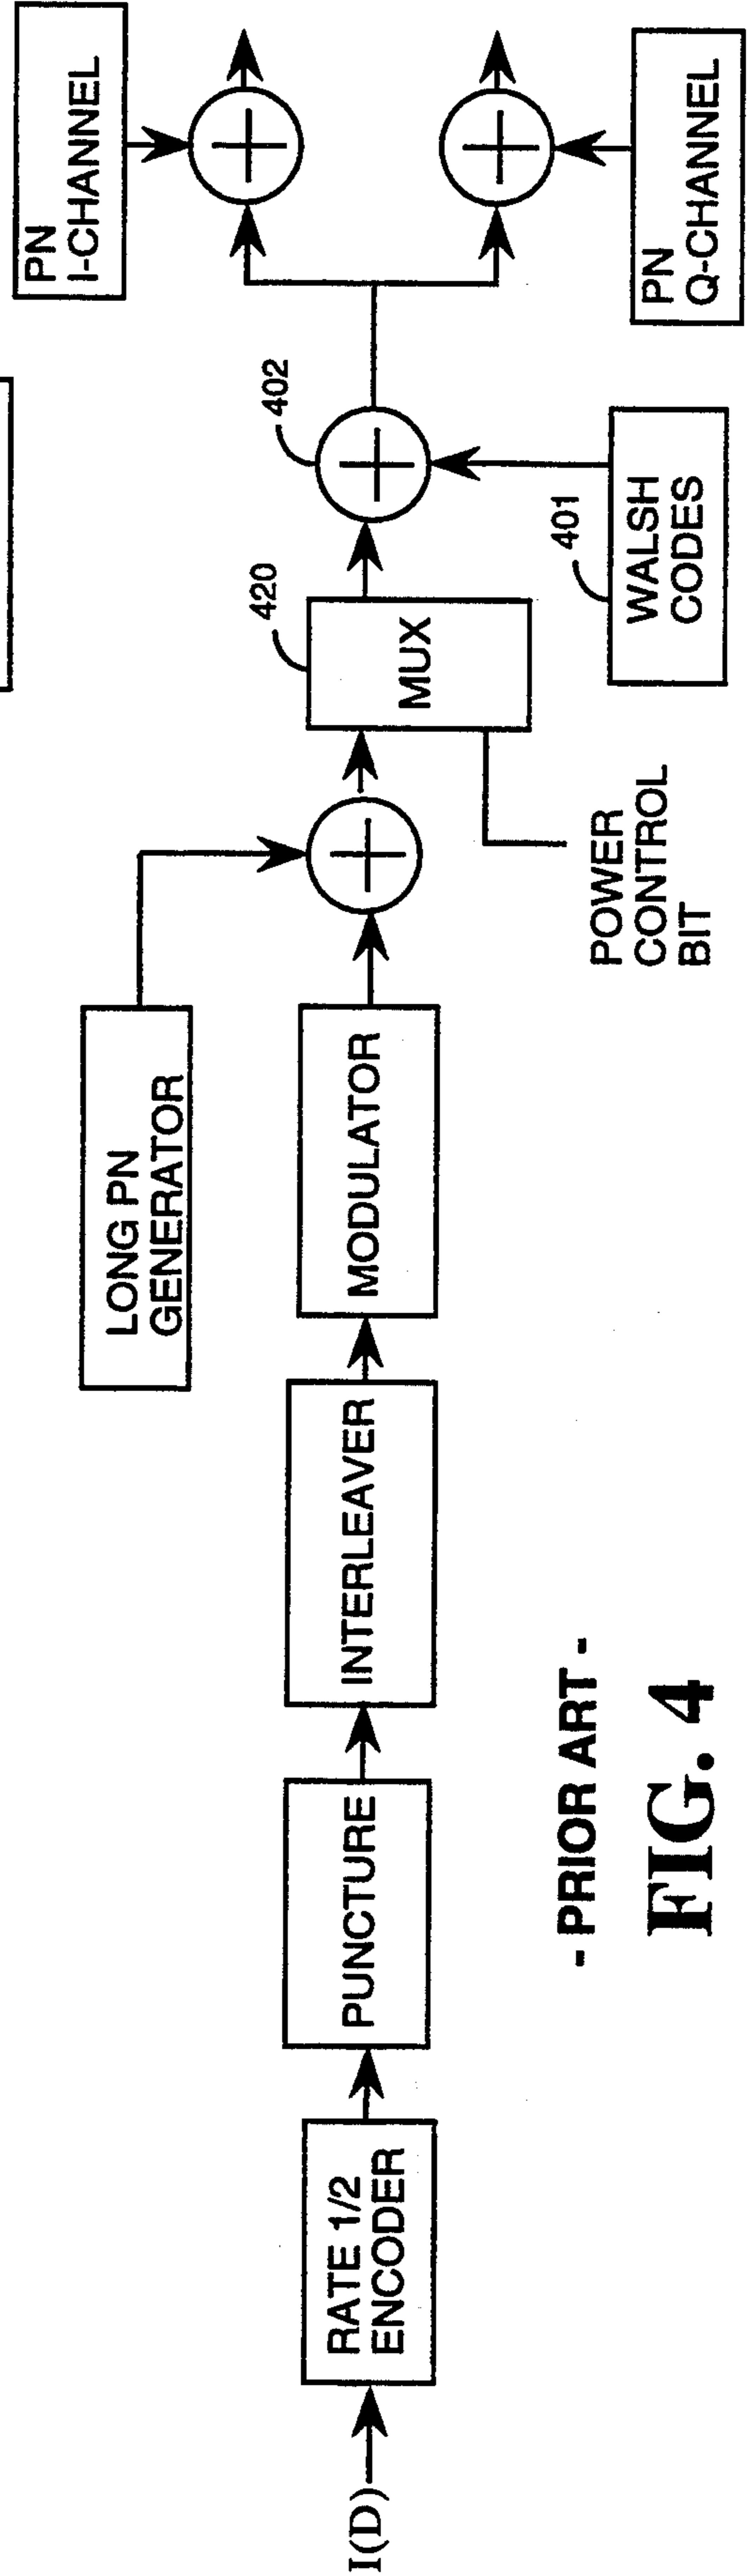 I(D)
RATE 1/2
ENCODER
PUNCTURE
INTERLEAVER
MODULATOR
LONG PN
GENERATOR
POWER
CONTROL
BIT
420
MUX
402
401
WALSH
CODES
PN
I-CHANNEL
PN
Q-CHANNEL
- PRIOR ART -
FIG. 4